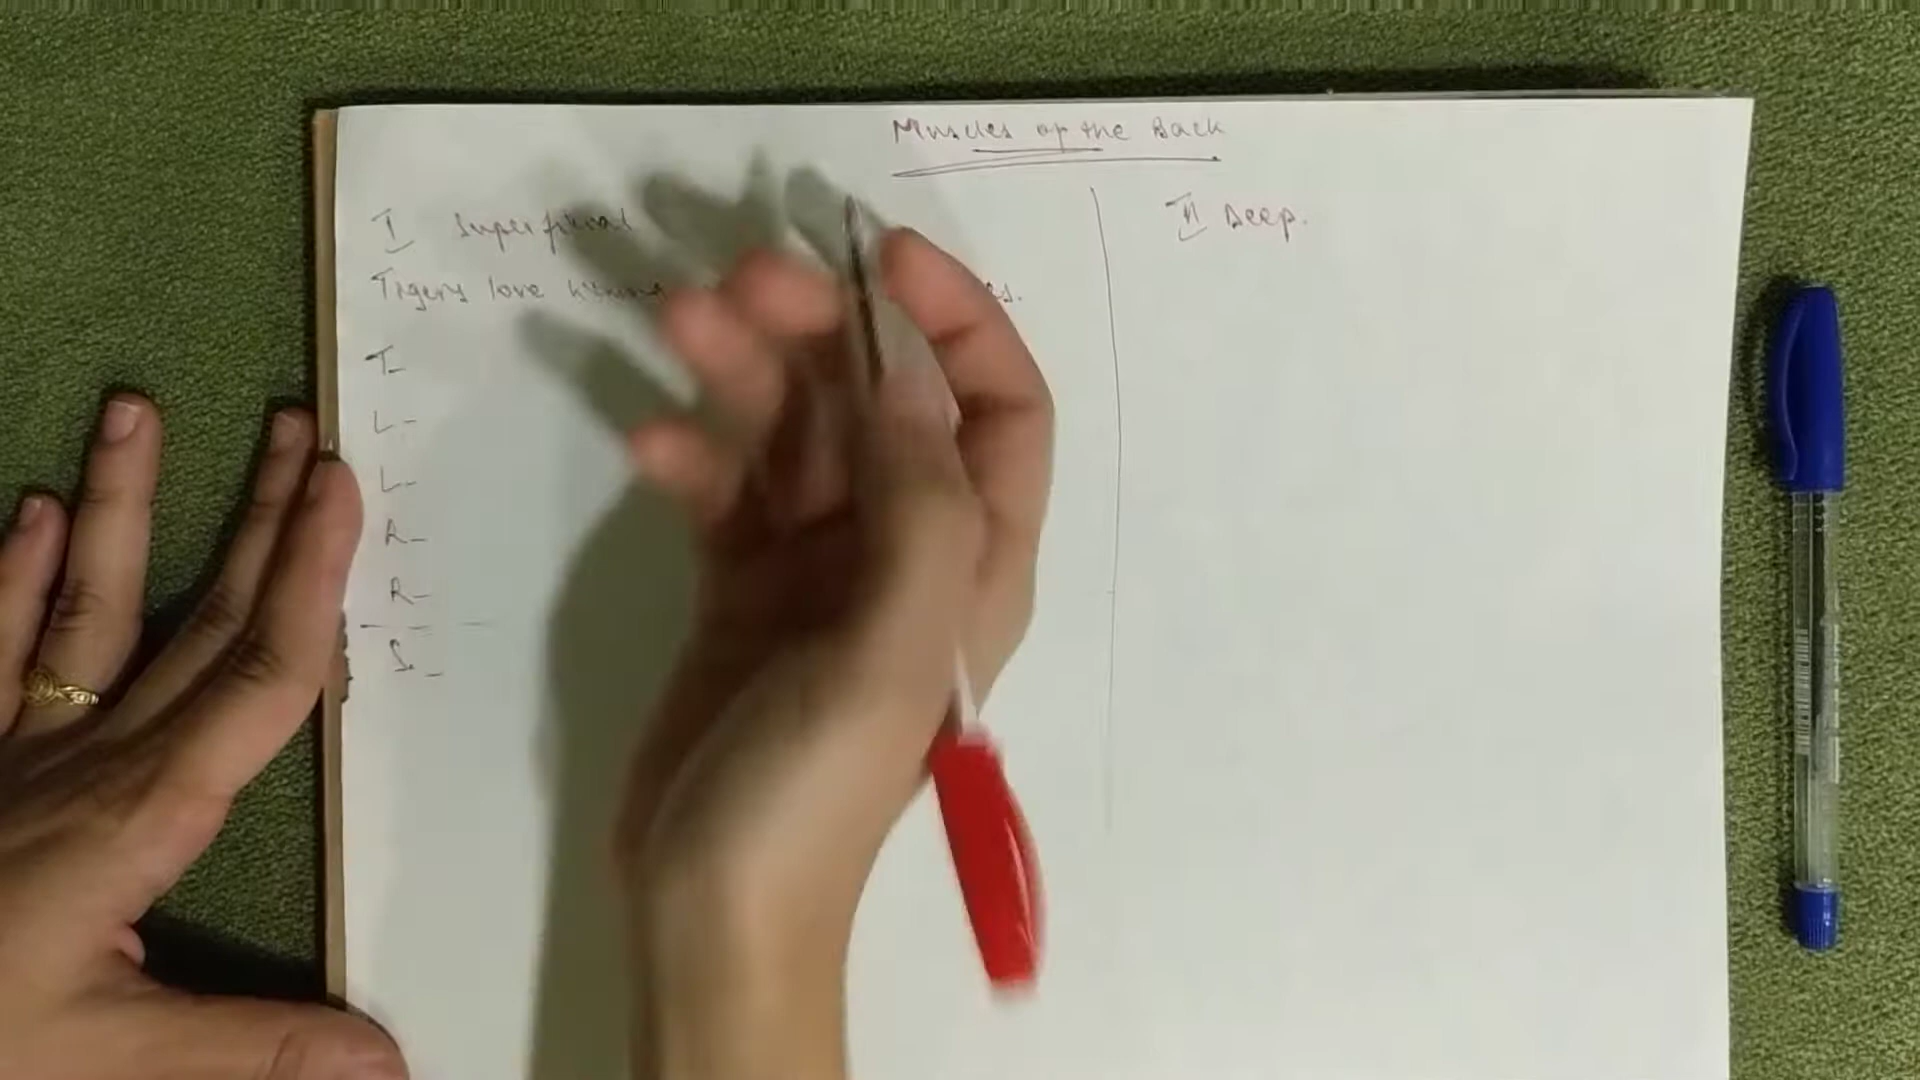 Muscles of the Back
I Superficial
Tigers love
T-
L-
L-
R-
R-
S-
II Deep.